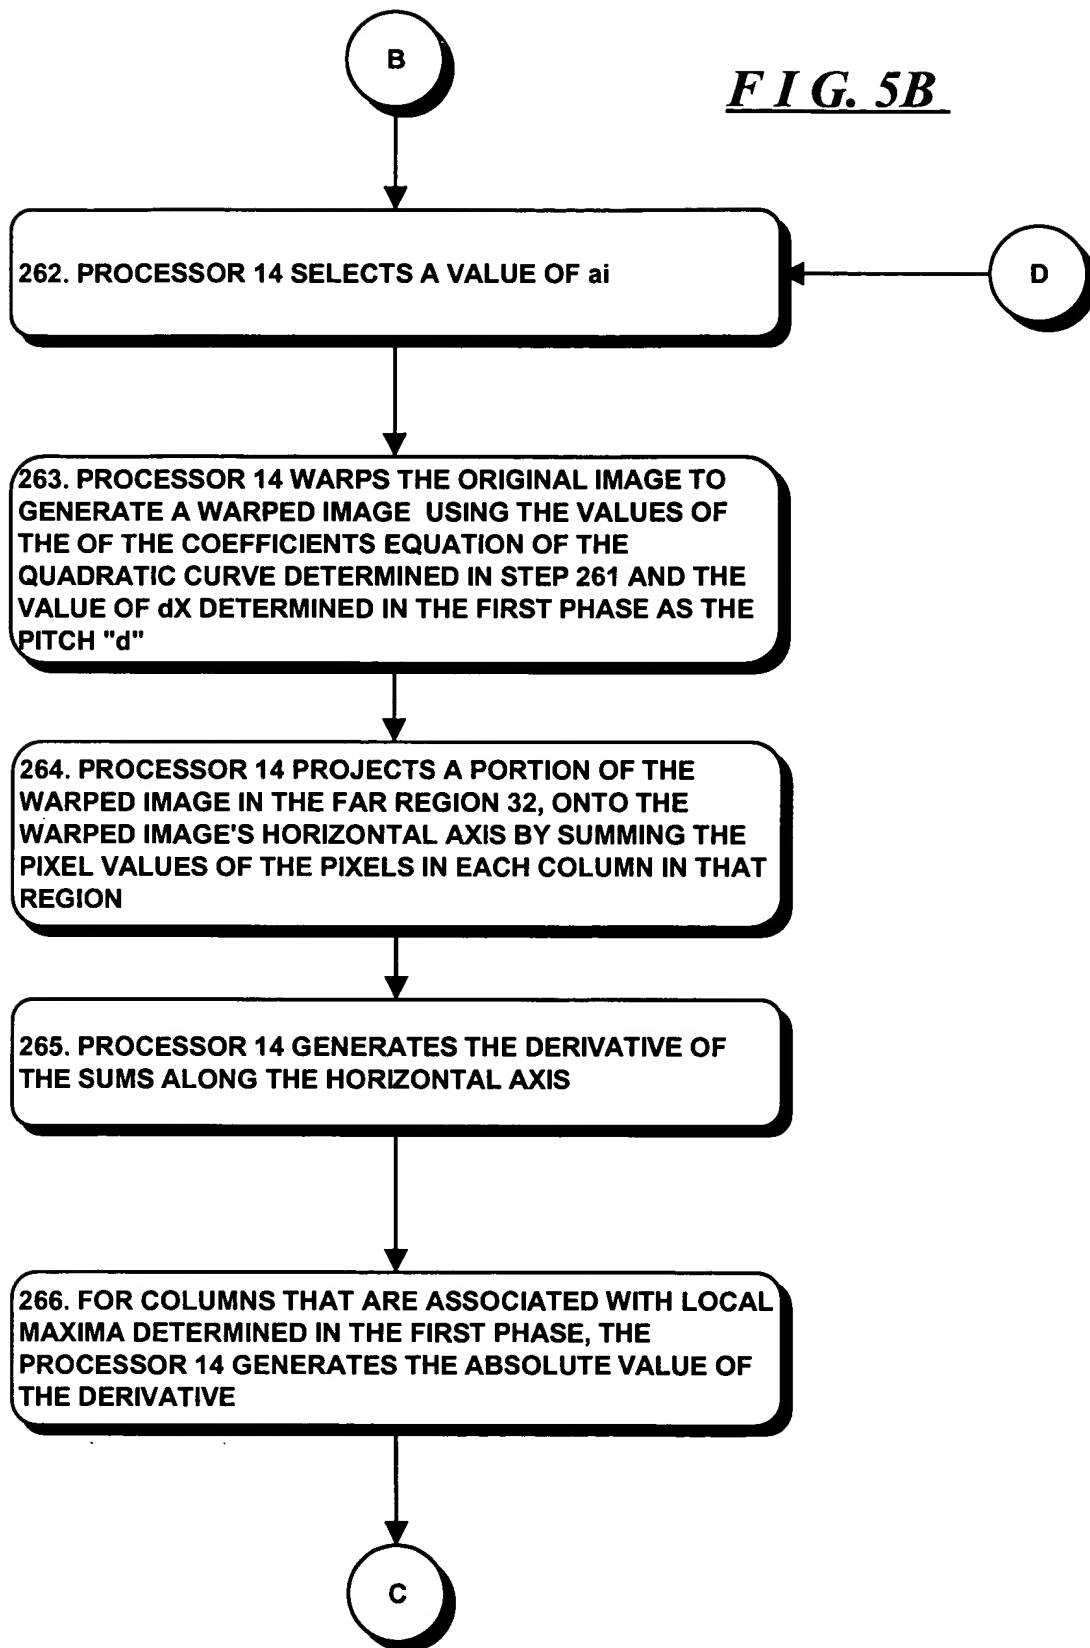 B
F I G. 5B
262. PROCESSOR 14 SELECTS A VALUE OF ai
D
263. PROCESSOR 14 WARPS THE ORIGINAL IMAGE TO
GENERATE A WARPED IMAGE USING THE VALUES OF
THE OF THE COEFFICIENTS EQUATION OF THE
QUADRATIC CURVE DETERMINED IN STEP 261 AND THE
VALUE OF dX DETERMINED IN THE FIRST PHASE AS THE
PITCH "d"
264. PROCESSOR 14 PROJECTS A PORTION OF THE
WARPED IMAGE IN THE FAR REGION 32, ONTO THE
WARPED IMAGE'S HORIZONTAL AXIS BY SUMMING THE
PIXEL VALUES OF THE PIXELS IN EACH COLUMN IN THAT
REGION
265. PROCESSOR 14 GENERATES THE DERIVATIVE OF
THE SUMS ALONG THE HORIZONTAL AXIS
266. FOR COLUMNS THAT ARE ASSOCIATED WITH LOCAL
MAXIMA DETERMINED IN THE FIRST PHASE, THE
PROCESSOR 14 GENERATES THE ABSOLUTE VALUE OF
THE DERIVATIVE
C